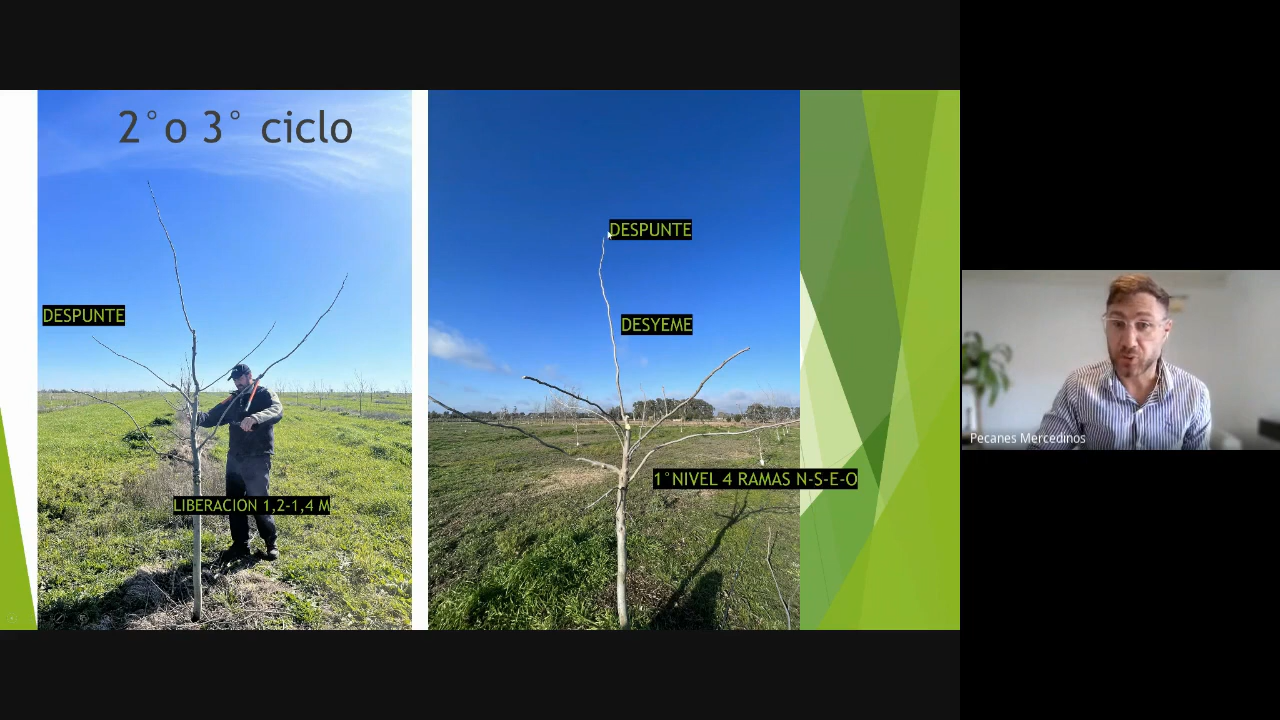 2°o 3° ciclo
DESPUNTE
LIBERACION 1,2-1,4 M
DESPUNTE
DESYEME
1°NIVEL 4 RAMAS N-S-E-O
Pecanes Mercedinos